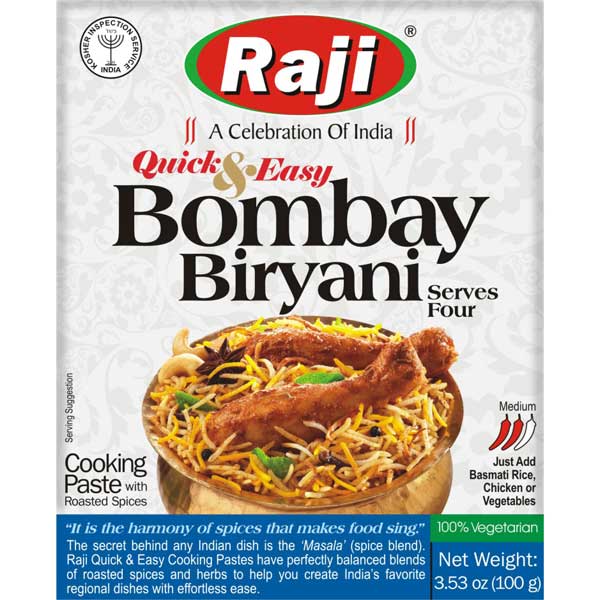 KOSHER INSPECTION SERVICE
INDIA
Raji®
A Celebration Of India
Quick & Easy
Bombay
Biryani
Serves
Four
Serving Suggestion
Medium
Cooking
Paste with
Roasted Spices
Just Add
Basmati Rice,
Chicken or
Vegetables
"It is the harmony of spices that makes food sing."
The secret behind any Indian dish is the 'Masala' (spice blend).
Raji Quick & Easy Cooking Pastes have perfectly balanced blends
of roasted spices and herbs to help you create India's favorite
regional dishes with effortless ease.
100% Vegetarian
Net Weight:
3.53 oz (100 g)